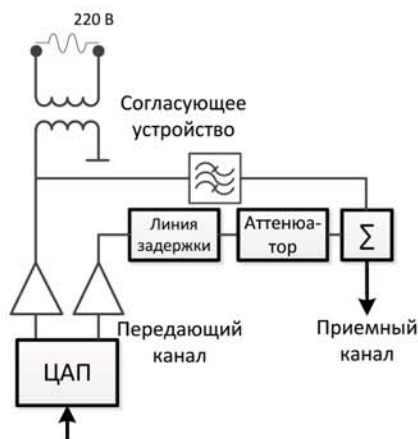 220 В
Согласующее
устройство
Линия
задержки
Аттенюа-
тор
Σ
Передающий
канал
Приемный
канал
ЦАП